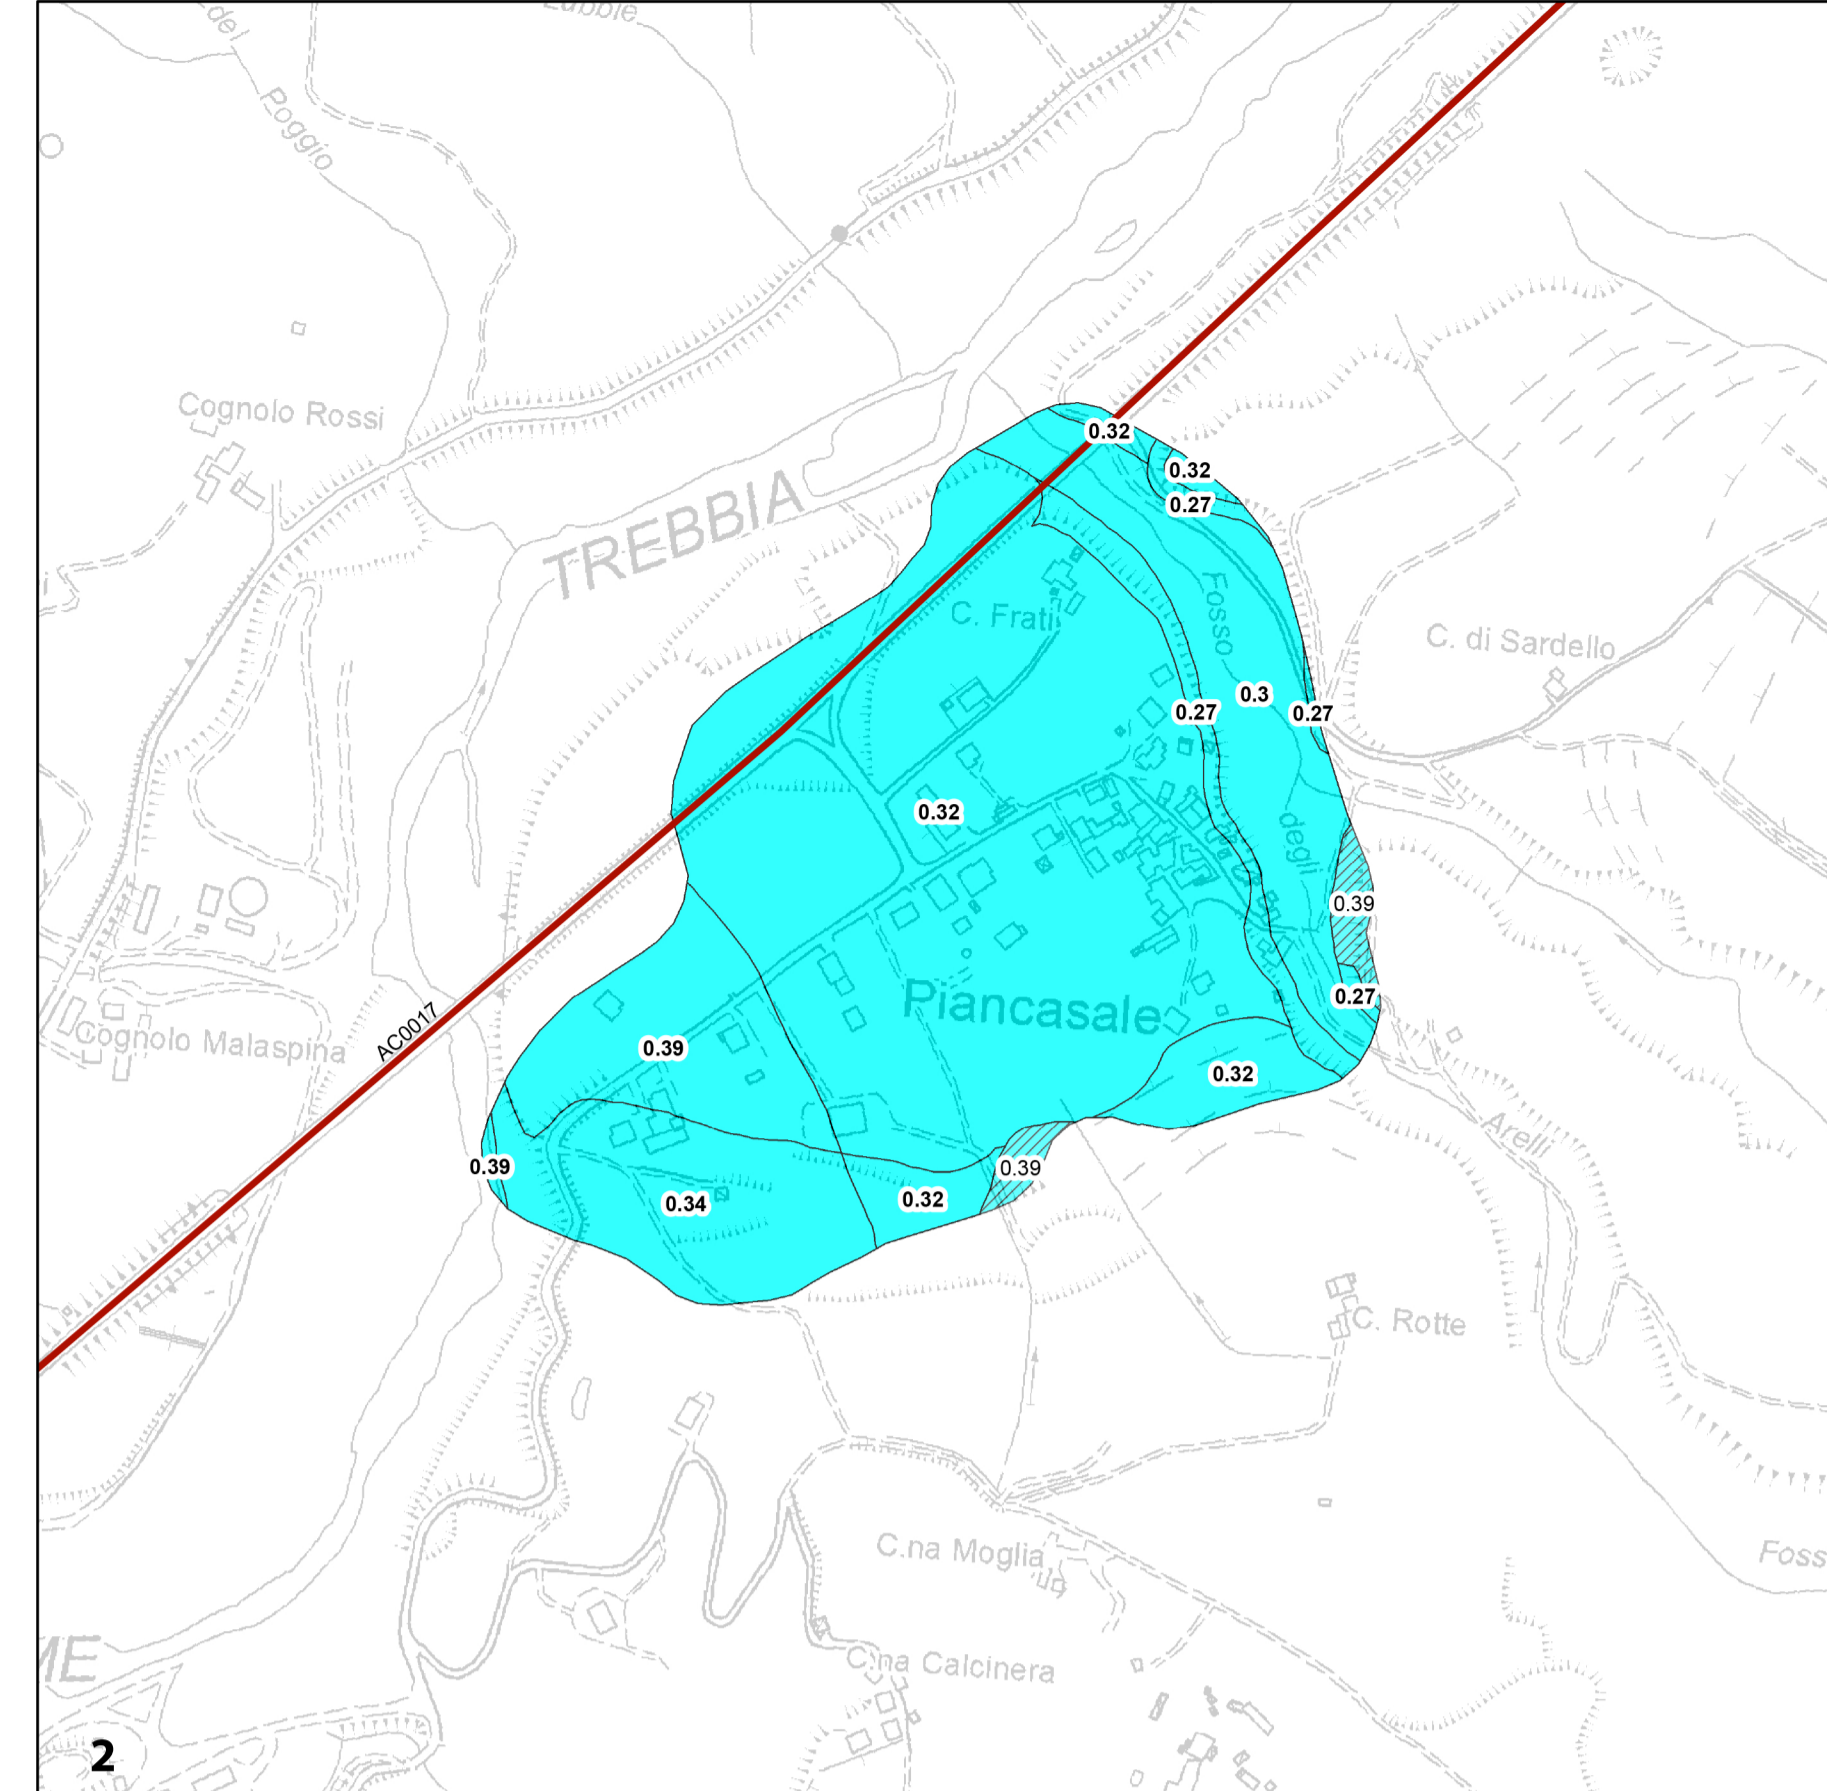 del
Poggio
Cognolo Rossi
TREBBIA
0.32
0.32
0.27
C. Frati
Fosso
C. di Sardello
0.3
0.27
0.27
0.32
degli
0.39
Piancasale
0.27
AC0017
Cognolo Malaspina
0.39
0.32
Arelli
0.39
0.39
0.34
0.32
C. Rotte
C.na Moglia
Foss
C.na Calcinera
ME
2